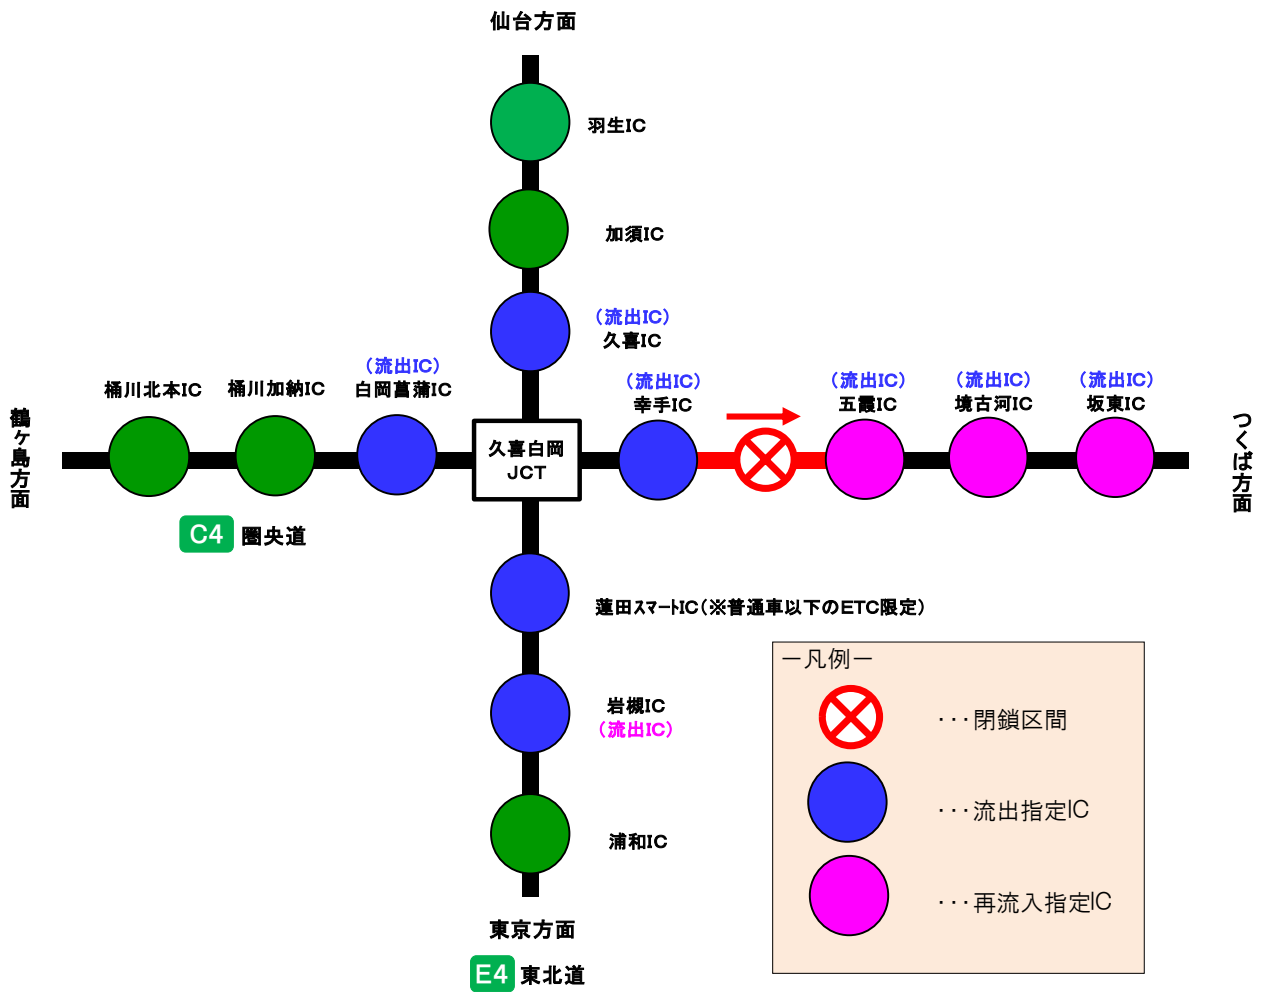 仙台方面
羽生IC
加須IC
(流出IC)
久喜IC
桶川北本IC
桶川加納IC
(流出IC)
白岡菖蒲IC
(流出IC)
幸手IC
(流出IC)
五霞IC
(流出IC)
境古河IC
(流出IC)
坂東IC
鶴ヶ島方面
久喜白岡
JCT
つくば方面
C4 圏央道
蓮田スマートIC(※普通車以下のETC限定)
岩槻IC
(流出IC)
浦和IC
東京方面
E4 東北道
－凡例－
･･･閉鎖区間
･･･流出指定IC
･･･再流入指定IC